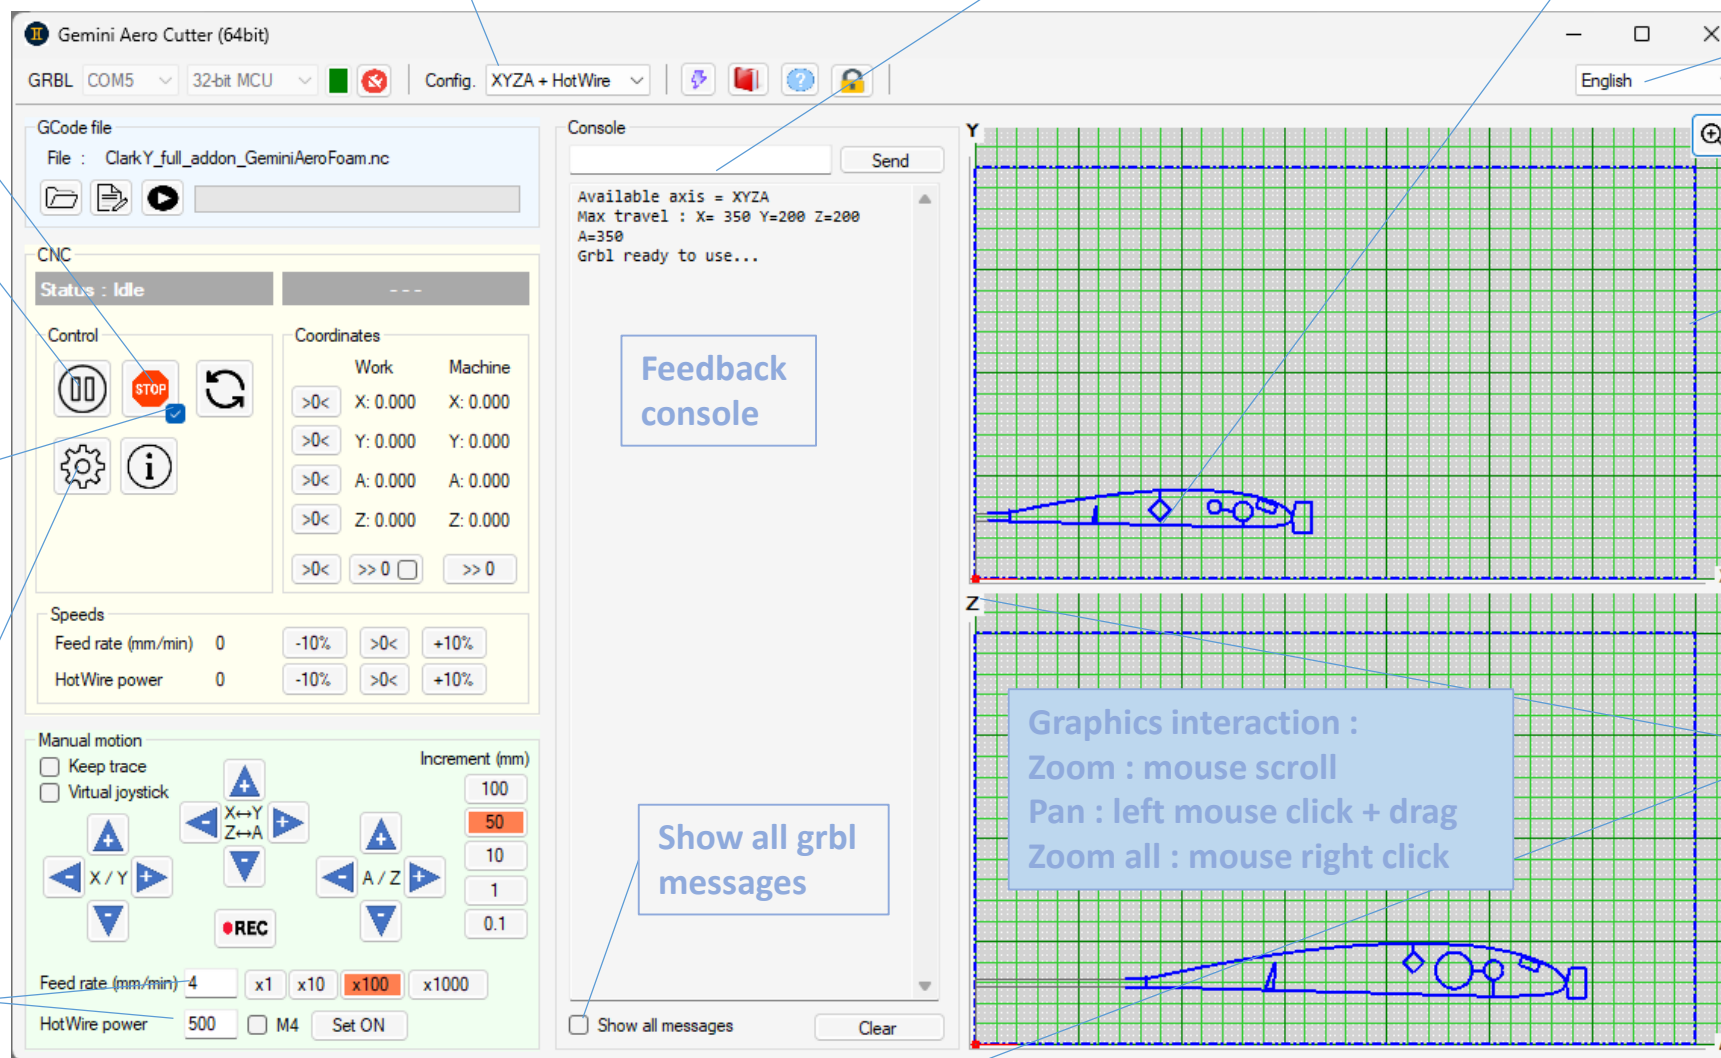 Gemini Aero Cutter (64bit)
GRBL COM5 32-bit MCU Config. XYZA + HotWire English
GCode file
File : ClarkY_full_addon_GeminiAeroFoam.nc
CNC
Status : Idle ---
Control
STOP
Coordinates
Work Machine
>0< X: 0.000 X: 0.000
>0< Y: 0.000 Y: 0.000
>0< A: 0.000 A: 0.000
>0< Z: 0.000 Z: 0.000
>0< >> 0 >> 0
Speeds
Feed rate (mm/min) 0 -10% >0< +10%
HotWire power 0 -10% >0< +10%
Manual motion
Keep trace
Virtual joystick
Increment (mm)
100
50
10
1
0.1
X↔Y
Z↔A
X / Y
A / Z
REC
Feed rate (mm/min) 4 x1 x10 x100 x1000
HotWire power 500 M4 Set ON
Console
Send
Available axis = XYZA
Max travel : X= 350 Y=200 Z=200
A=350
Grbl ready to use...
Feedback
console
Show all grbl
messages
Show all messages Clear
Y
Z
Graphics interaction :
Zoom : mouse scroll
Pan : left mouse click + drag
Zoom all : mouse right click